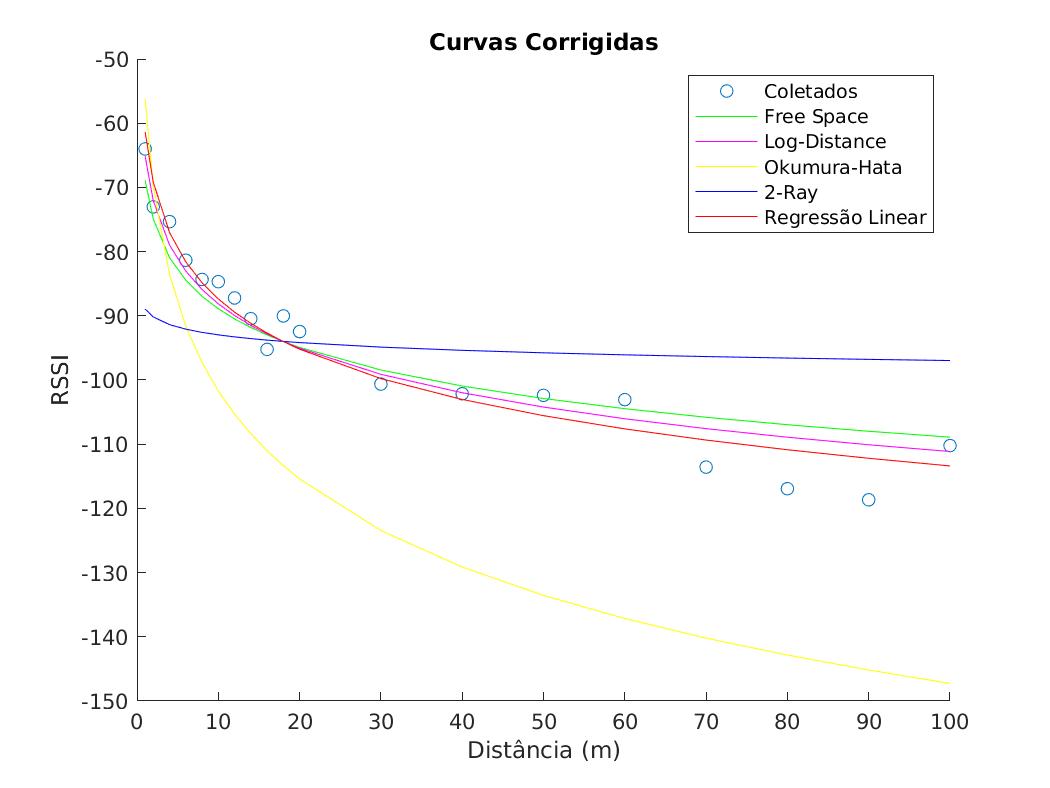 Curvas Corrigidas
Coletados
Free Space
Log-Distance
Okumura-Hata
2-Ray
Regressão Linear
RSSI
-50
-60
-70
-80
-90
-100
-110
-120
-130
-140
-150
0 10 20 30 40 50 60 70 80 90 100
Distância (m)